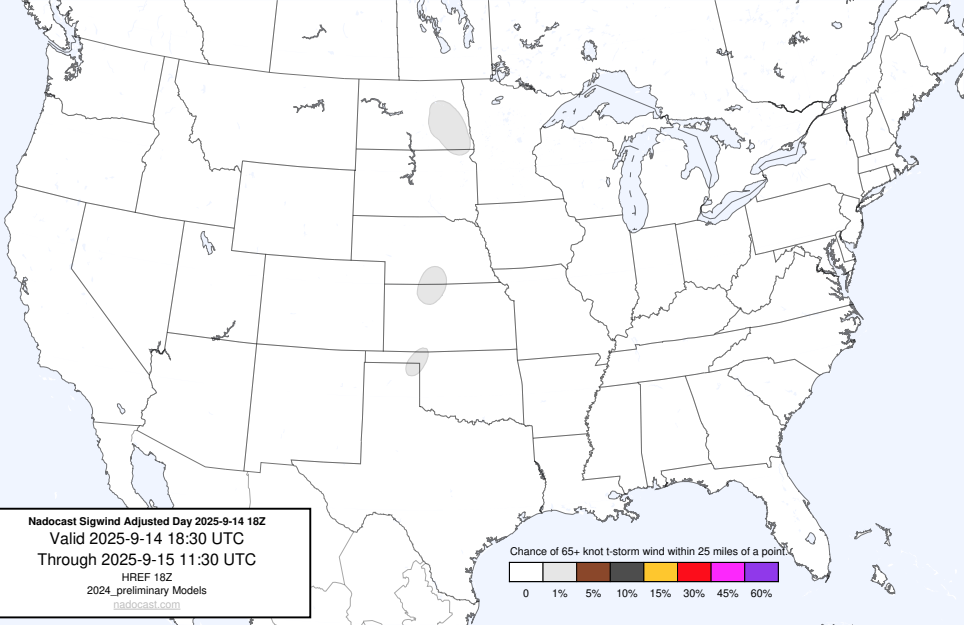 Nadocast Sigwind Adjusted Day 2025-9-14 18Z
Valid 2025-9-14 18:30 UTC
Through 2025-9-15 11:30 UTC
HREF 18Z
2024_preliminary Models
nadocast.com
Chance of 65+ knot t-storm wind within 25 miles of a point.
0 1% 5% 10% 15% 30% 45% 60%